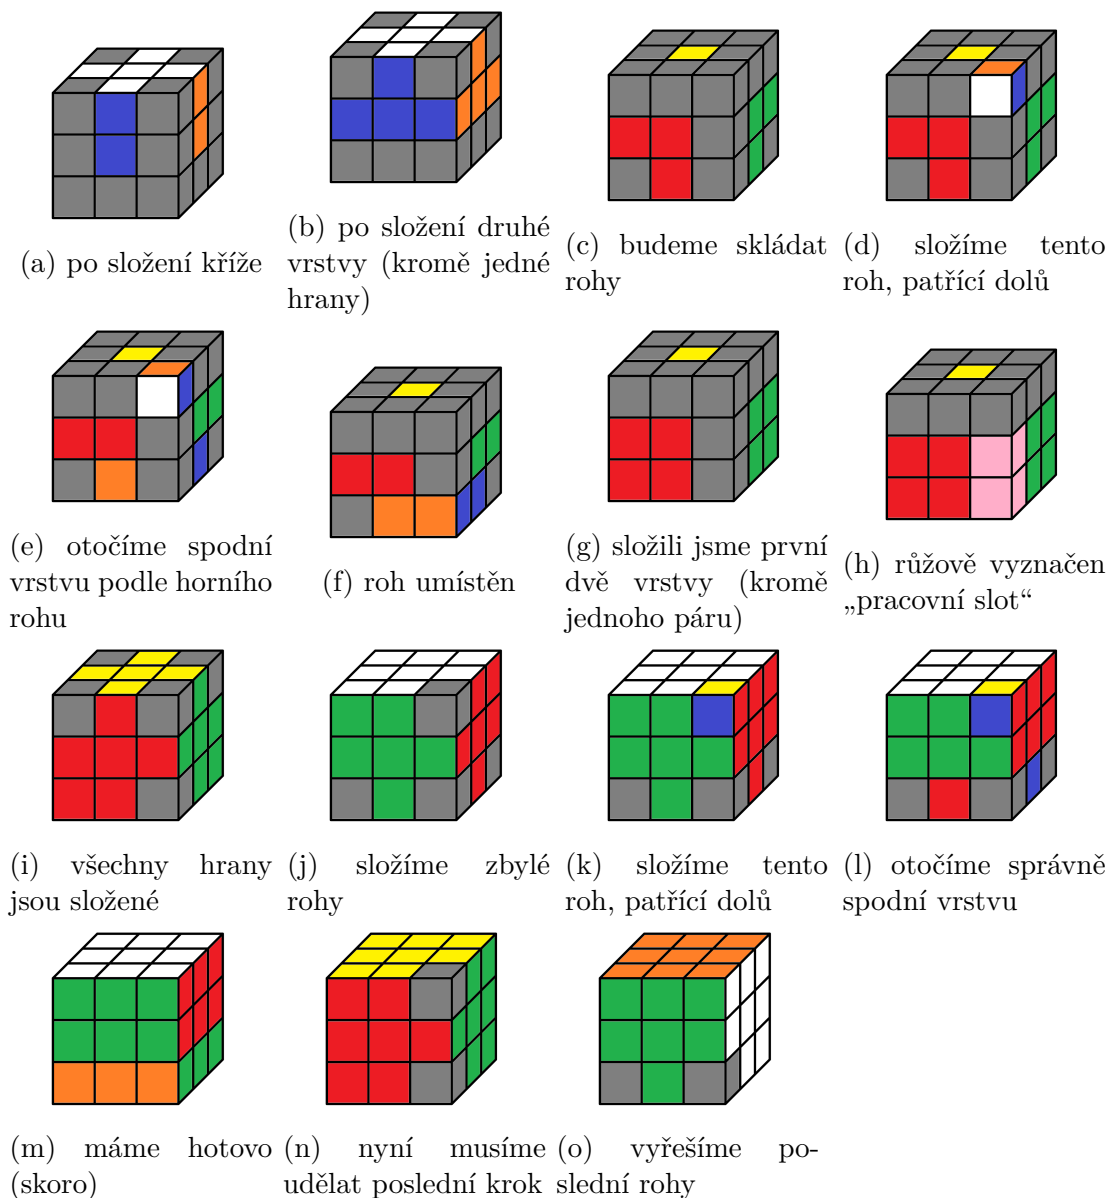 (a) po složení kříže
(b) po složení druhé
vrstvy (kromě jedné
hrany)
(c) budeme skládat
rohy
(d) složíme tento
roh, patřící dolů
(e) otočíme spodní
vrstvu podle horního
rohu
(f) roh umístěn
(g) složili jsme první
dvě vrstvy (kromě
jednoho páru)
(h) růžově vyznačen
„pracovní slot“
(i) všechny hrany
jsou složené
(j) složíme zbylé
rohy
(k) složíme tento
roh, patřící dolů
(l) otočíme správně
spodní vrstvu
(m) máme hotovo
(skoro)
(n) nyní musíme
udělat poslední krok
(o) vyřešíme po-
slední rohy